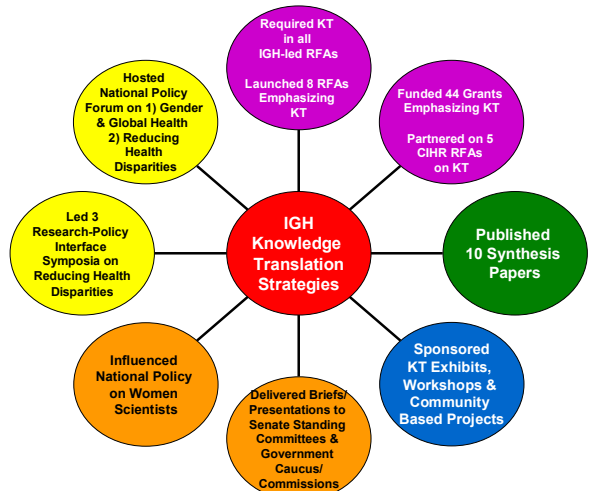 Required KT
in all
IGH-led RFAs
Launched 8 RFAs
Emphasizing
KT
Funded 44 Grants
Emphasizing KT
Partnered on 5
CIHR RFAs
on KT
Published
10 Synthesis
Papers
Sponsored
KT Exhibits,
Workshops &
Community
Based Projects
Delivered Briefs/
Presentations to
Senate Standing
Committees &
Government
Caucus/
Commissions
Influenced
National Policy
on Women
Scientists
Led 3
Research-Policy
Interface
Symposia on
Reducing Health
Disparities
Hosted
National Policy
Forum on 1) Gender
& Global Health
2) Reducing
Health
Disparities
IGH
Knowledge
Translation
Strategies